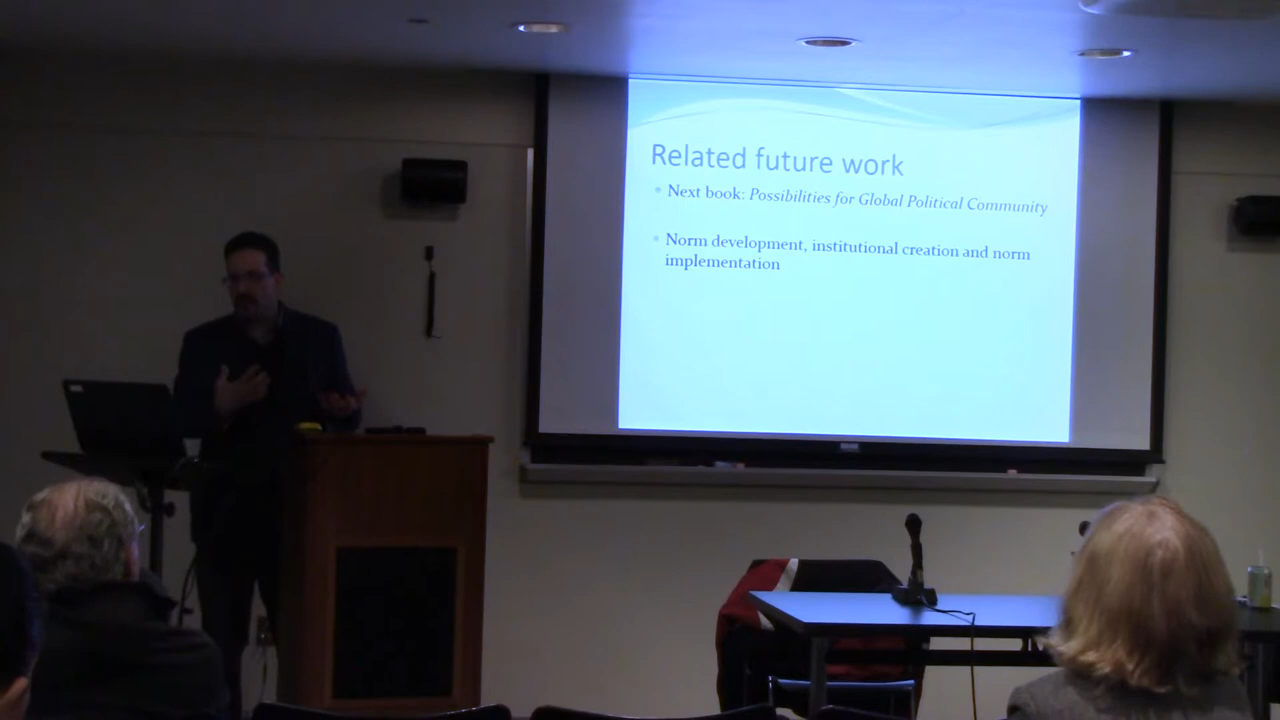 Related future work
• Next book: Possibilities for Global Political Community
• Norm development, institutional creation and norm
implementation